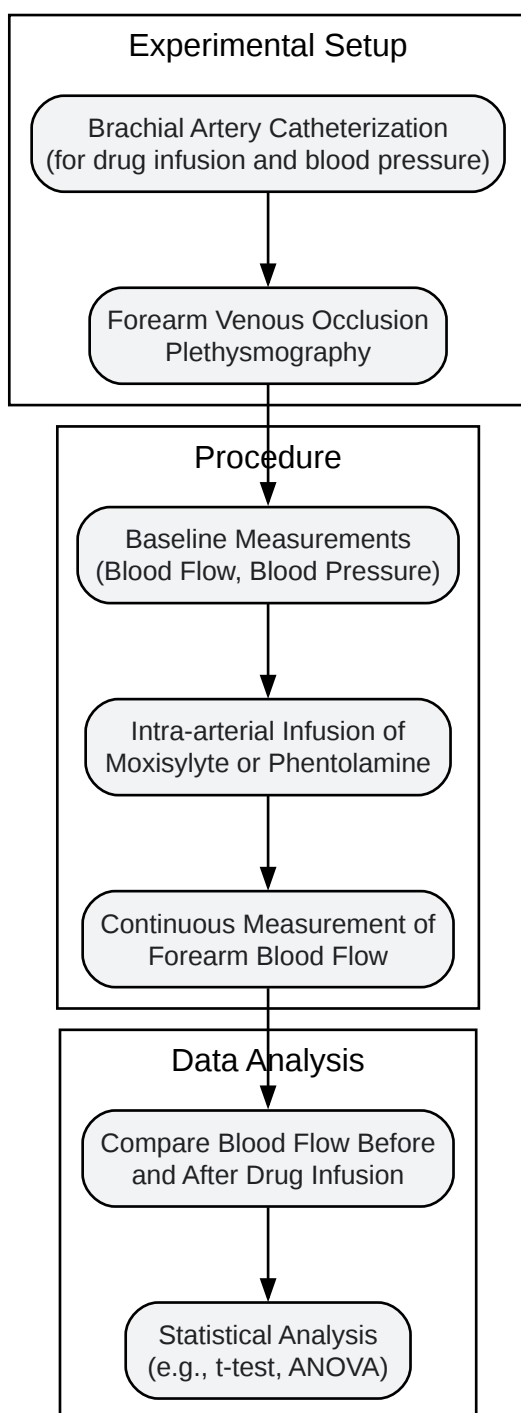 Experimental Setup
Brachial Artery Catheterization
(for drug infusion and blood pressure)
Forearm Venous Occlusion
Plethysmography
Procedure
Baseline Measurements
(Blood Flow, Blood Pressure)
Intra-arterial Infusion of
Moxisylyte or Phentolamine
Continuous Measurement of
Forearm Blood Flow
Data Analysis
Compare Blood Flow Before
and After Drug Infusion
Statistical Analysis
(e.g., t-test, ANOVA)